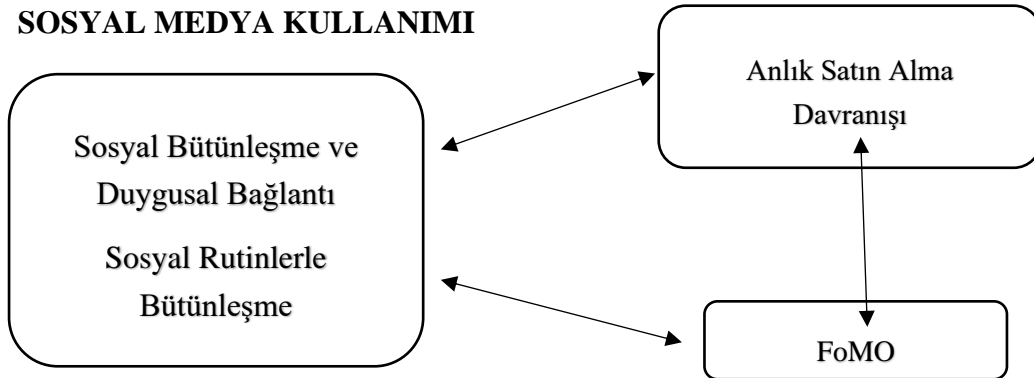 SOSYAL MEDYA KULLANIMI
Sosyal Bütünleşme ve
Duygusal Bağlantı
Sosyal Rutinlerle
Bütünleşme
Anlık Satın Alma
Davranışı
FoMO